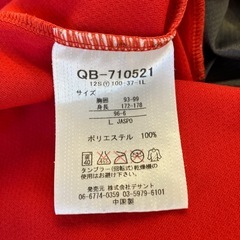 QB-710521
12S(Y)100-37-1L
サイズ
胸囲 93-99
身長 172-178
96-6
L. JASPO
ポリエステル 100%
40
タンブラー(回転式)乾燥機の
使用はお避け下さい
発売元 株式会社デサント
06-6774-0359 03-5979-6101
中国製